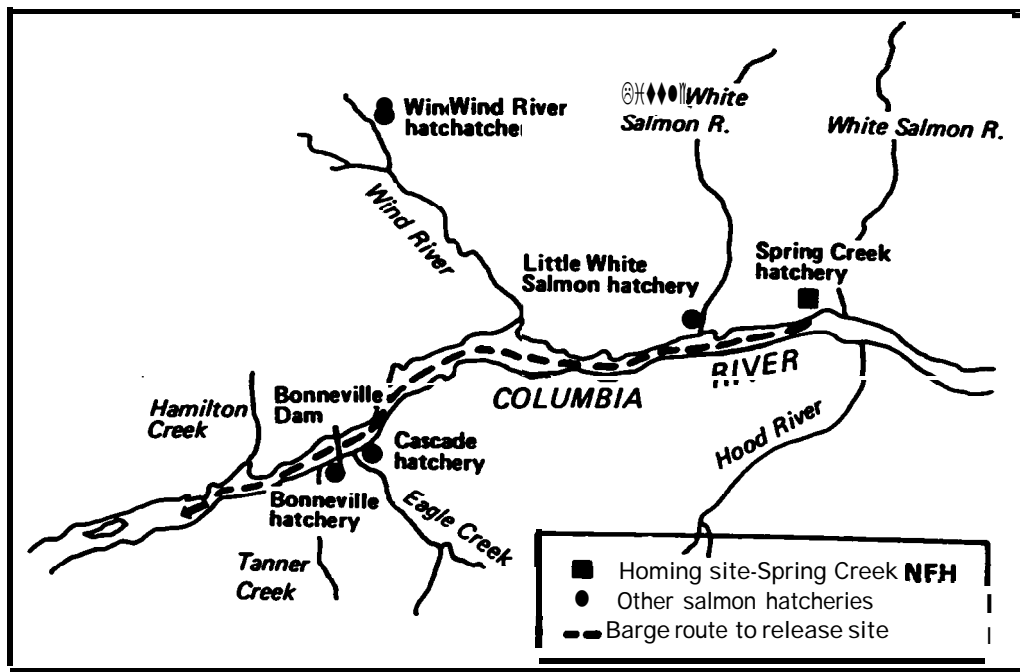 WinWind River
hatchatche
White
Salmon R.
White Salmon R.
Wind River
Little White
Salmon hatchery
Spring Creek
hatchery
COLUMBIA
RIVER
Bonneville
Dam
Hamilton
Creek
Cascade
hatchery
Hood River
Bonneville
hatchery
Eagle Creek
Tanner
Creek
Homing site-Spring Creek NFH
Other salmon hatcheries
Barge route to release site